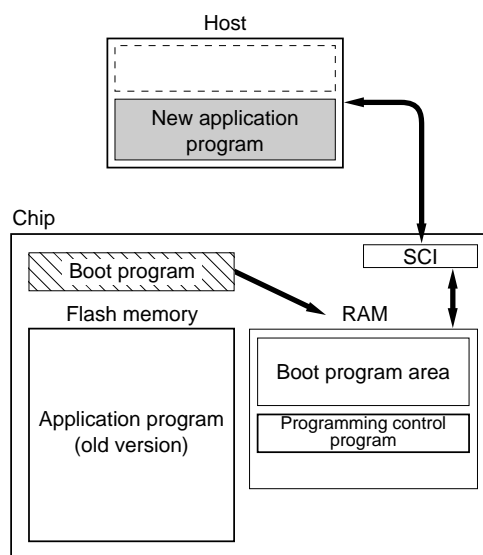 Host
New application
program
Chip
SCI
Boot program
Flash memory
RAM
Application program
(old version)
Boot program area
Programming control
program